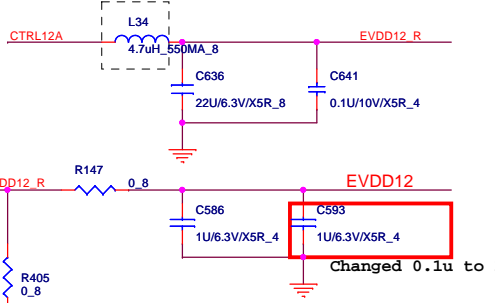 L34
CTRL12A
EVDD12_R
4.7uH_550MA_8
C636
C641
22U/6.3V/X5R_8
0.1U/10V/X5R_4
R147
DD12_R
0_8
EVDD12
C586
C593
1U/6.3V/X5R_4
1U/6.3V/X5R_4
Changed 0.1u to
R405
0_8